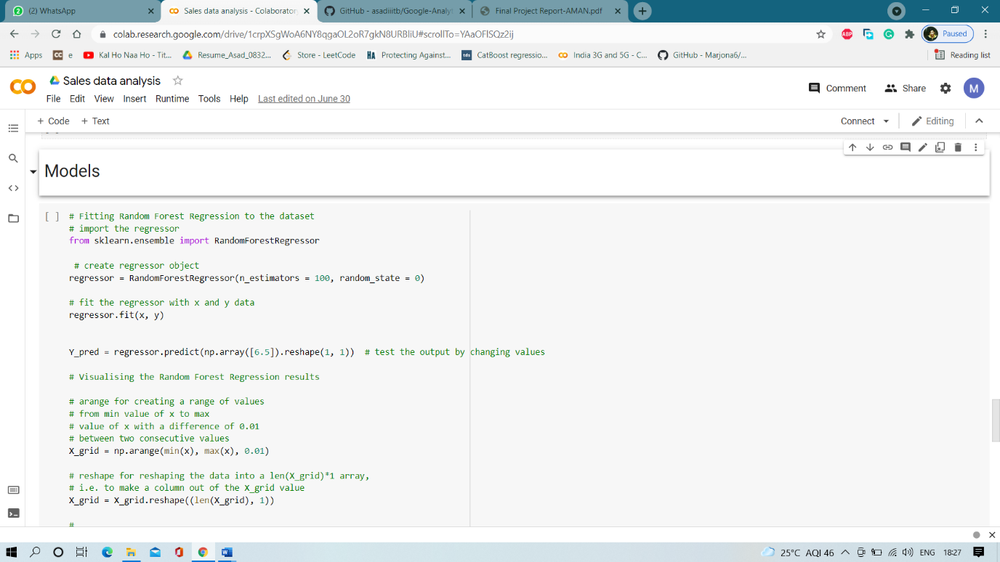 (2) WhatsApp
Sales data analysis - Colaborator
GitHub - asadiiitb/Google-Analy
Final Project Report-AMAN.pdf
colab.research.google.com/drive/1crpXSgWoA6NY8qgaOL2oR7gkN8URBliU#scrollTo=YAaOFlSQz2ij
ABP
Paused
Apps
CC e
Kal Ho Naa Ho - Tit...
Resume_Asad_0832...
Store - LeetCode
HA Protecting Against...
tds CatBoost regressio...
India 3G and 5G - C...
GitHub - Marjona6/...
Reading list
Sales data analysis
Comment
Share
M
File Edit View Insert Runtime Tools Help Last edited on June 30
+ Code + Text
Connect
Editing
Models
[ ] # Fitting Random Forest Regression to the dataset
# import the regressor
from sklearn.ensemble import RandomForestRegressor
# create regressor object
regressor = RandomForestRegressor(n_estimators = 100, random_state = 0)
# fit the regressor with x and y data
regressor.fit(x, y)
Y_pred = regressor.predict(np.array([6.5]).reshape(1, 1)) # test the output by changing values
# Visualising the Random Forest Regression results
# arange for creating a range of values
# from min value of x to max
# value of x with a difference of 0.01
# between two consecutive values
X_grid = np.arange(min(x), max(x), 0.01)
# reshape for reshaping the data into a len(X_grid)*1 array,
# i.e. to make a column out of the X_grid value
X_grid = X_grid.reshape((len(X_grid), 1))
#
25°C AQI 46
ENG
18:27